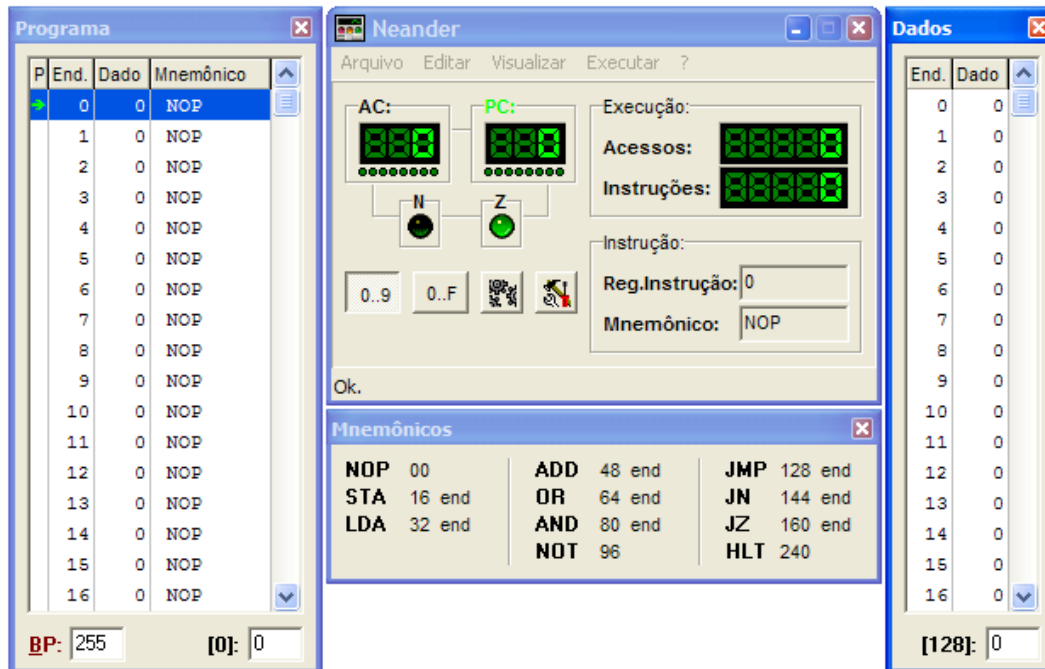 Programa
P End. Dado Mnemônico
0 0 NOP
1 0 NOP
2 0 NOP
3 0 NOP
4 0 NOP
5 0 NOP
6 0 NOP
7 0 NOP
8 0 NOP
9 0 NOP
10 0 NOP
11 0 NOP
12 0 NOP
13 0 NOP
14 0 NOP
15 0 NOP
16 0 NOP
BP: 255 [0]: 0
Neander
Arquivo Editar Visualizar Executar ?
AC: PC:
0 0
N Z
0..9 0..F
Execução:
Acessos: 0
Instruções: 0
Instrução:
Reg.Instrução: 0
Mnemônico: NOP
Ok.
Mnemônicos
NOP 00 ADD 48 end JMP 128 end
STA 16 end OR 64 end JN 144 end
LDA 32 end AND 80 end JZ 160 end
NOT 96 HLT 240
Dados
End. Dado
0 0
1 0
2 0
3 0
4 0
5 0
6 0
7 0
8 0
9 0
10 0
11 0
12 0
13 0
14 0
15 0
16 0
[128]: 0